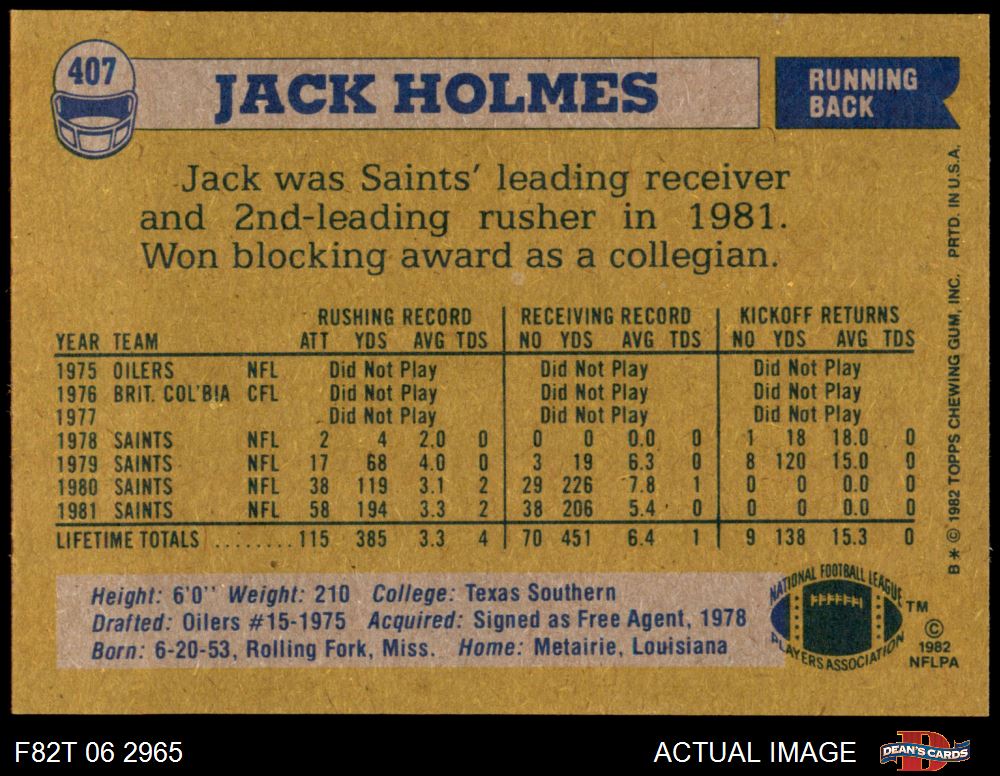 407
JACK HOLMES
RUNNING
BACK
Jack was Saints' leading receiver
and 2nd-leading rusher in 1981.
Won blocking award as a collegian.
RUSHING RECORD RECEIVING RECORD KICKOFF RETURNS
YEAR TEAM ATT YDS AVG TDS NO YDS AVG TDS NO YDS AVG TDS
1975 OILERS NFL Did Not Play Did Not Play Did Not Play
1976 BRIT. COL'BIA CFL Did Not Play Did Not Play Did Not Play
1977 Did Not Play Did Not Play Did Not Play
1978 SAINTS NFL 2 4 2.0 0 0 0 0.0 0 1 18 18.0 0
1979 SAINTS NFL 17 68 4.0 0 3 19 6.3 0 8 120 15.0 0
1980 SAINTS NFL 38 119 3.1 2 29 226 7.8 1 0 0 0.0 0
1981 SAINTS NFL 58 194 3.3 2 38 206 5.4 0 0 0 0.0 0
LIFETIME TOTALS ........ 115 385 3.3 4 70 451 6.4 1 9 138 15.3 0
Height: 6'0" Weight: 210 College: Texas Southern
Drafted: Oilers #15-1975 Acquired: Signed as Free Agent, 1978
Born: 6-20-53, Rolling Fork, Miss. Home: Metairie, Louisiana
NATIONAL FOOTBALL LEAGUE
PLAYERS ASSOCIATION
TM
©
1982
NFLPA
B * © 1982 TOPPS CHEWING GUM, INC. PRTD. IN U.S.A.
F82T 06 2965
ACTUAL IMAGE
D
DEAN'S CARDS